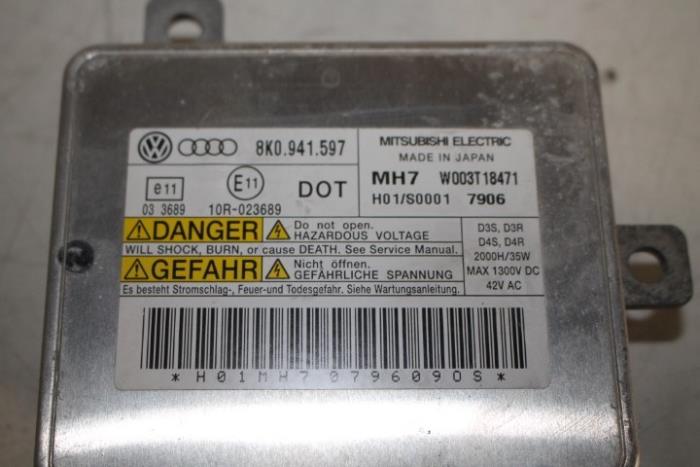 8K0.941.597
MITSUBISHI ELECTRIC
MADE IN JAPAN
e11
E11
DOT
MH7 W003T18471
03 3689
10R-023689
H01/S0001 7906
DANGER
Do not open.
HAZARDOUS VOLTAGE
WILL SHOCK, BURN, or cause DEATH. See Service Manual.
GEFAHR
Nicht öffnen.
GEFÄHRLICHE SPANNUNG
Es besteht Stromschlag-, Feuer-und Todesgefahr. Siehe Wartungsanleitung.
D3S, D3R
D4S, D4R
2000H/35W
MAX 1300V DC
42V AC
*H01MH70796090S*